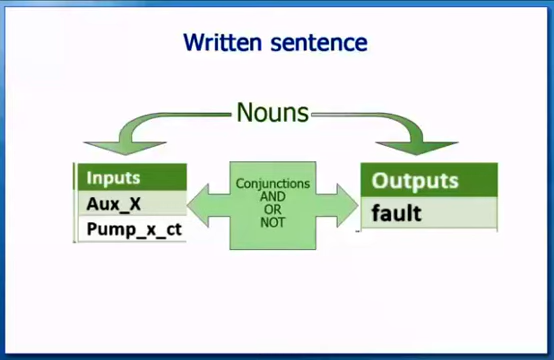 Written sentence
Nouns
Inputs
Aux_X
Pump_x_ct
Conjunctions
AND
OR
NOT
Outputs
fault